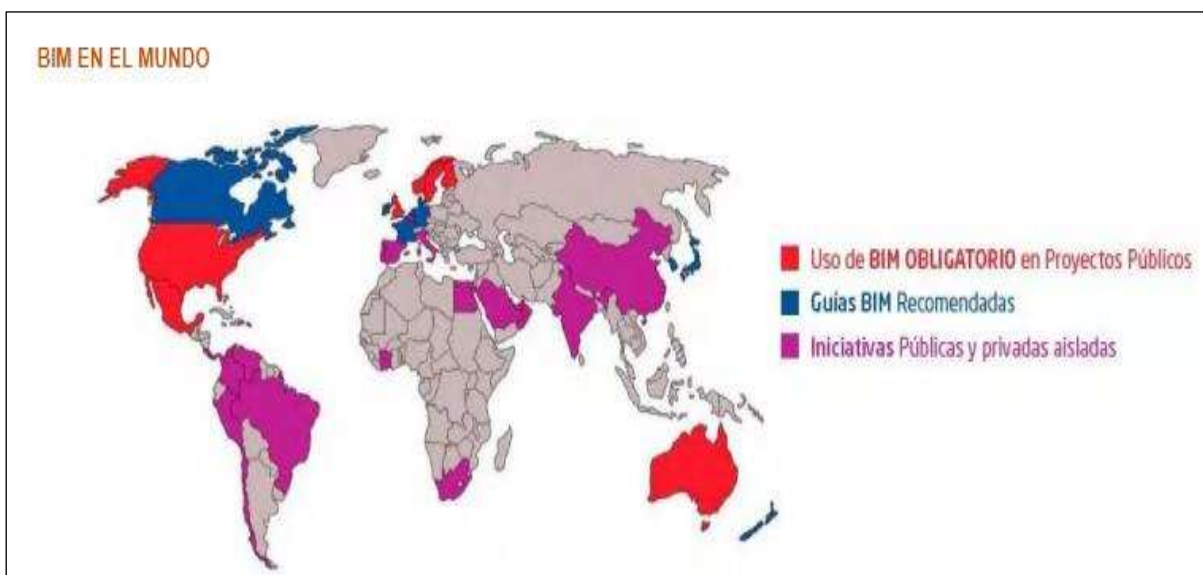 BIM EN EL MUNDO
Uso de BIM OBLIGATORIO en Proyectos Públicos
Guías BIM Recomendadas
Iniciativas Públicas y privadas aisladas